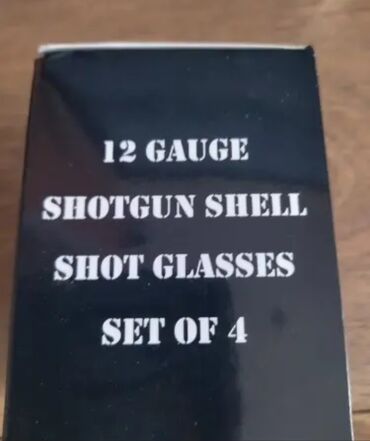 12 GAUGE
SHOTGUN SHELL
SHOT GLASSES
SET OF 4